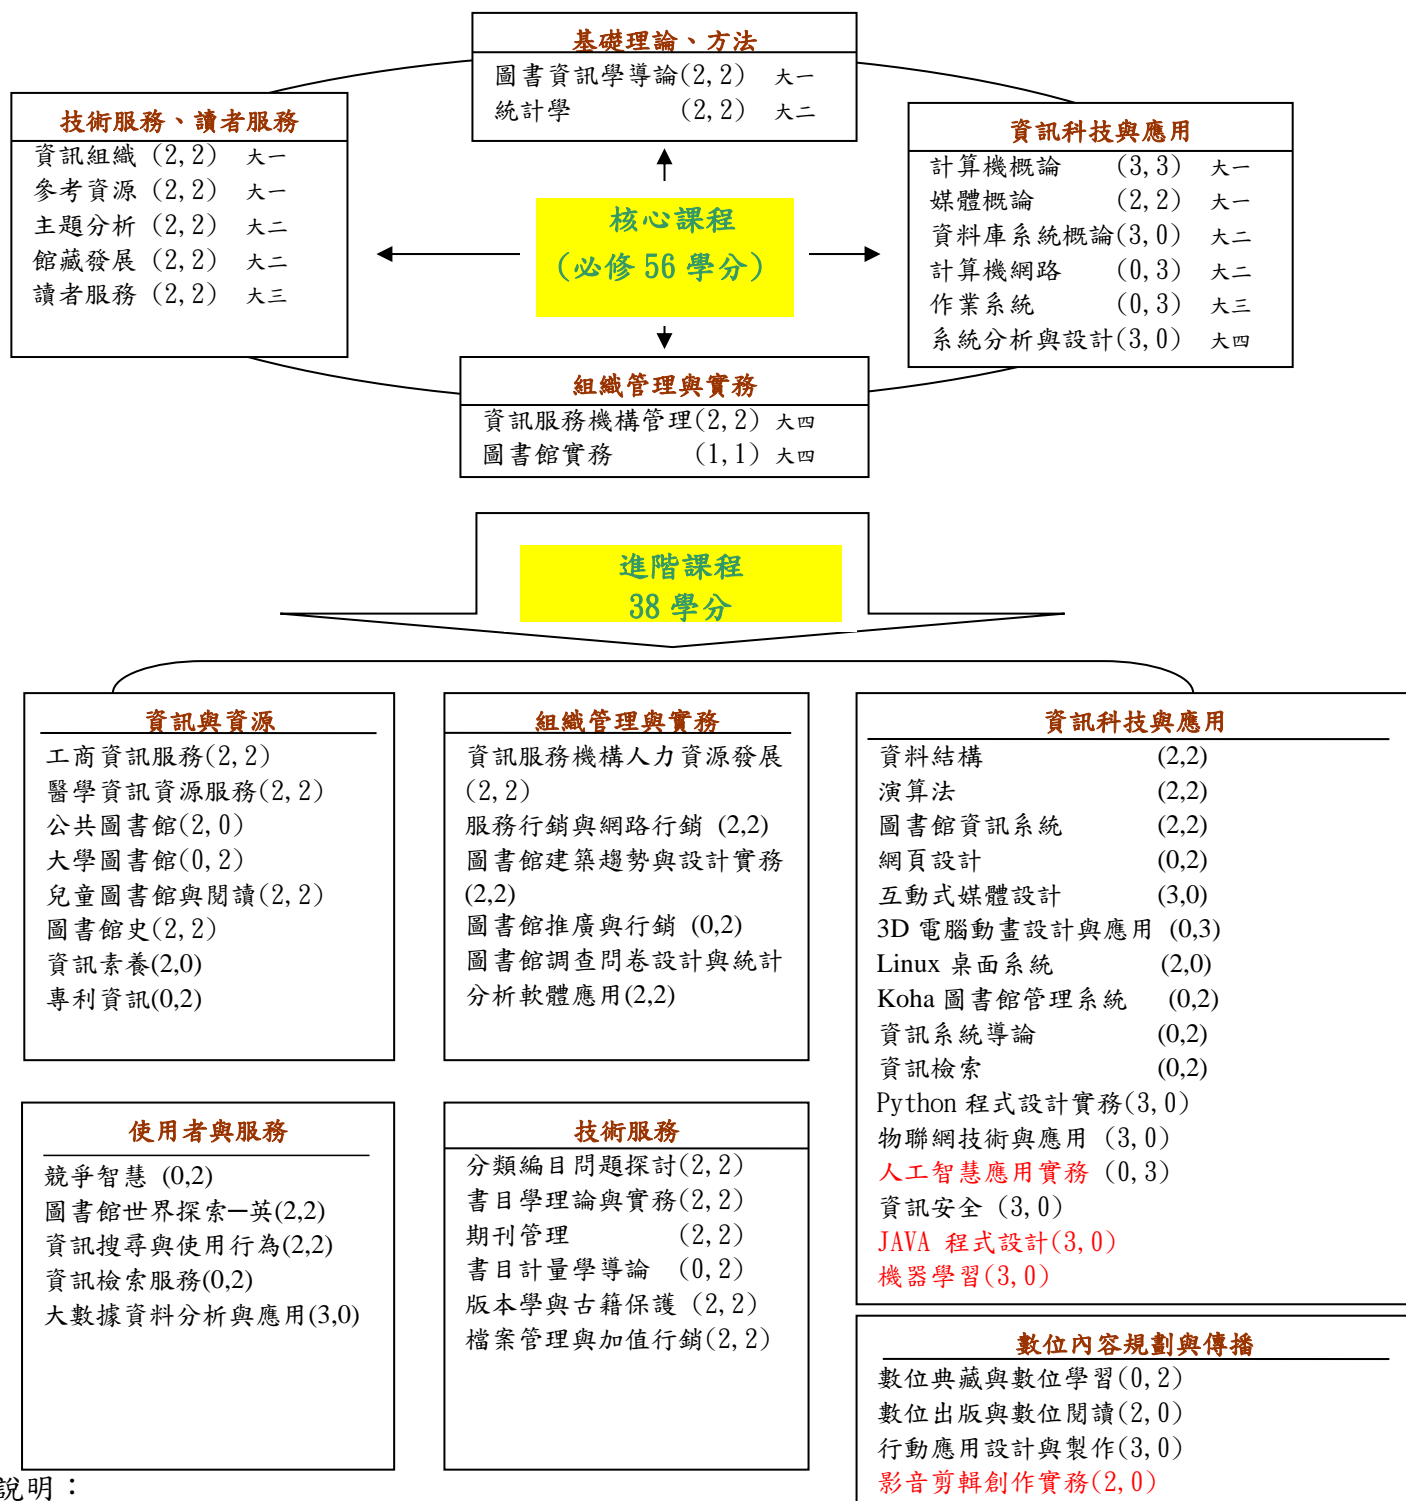 基礎理論、方法
圖書資訊學導論(2,2) 大一
統計學 (2,2) 大二
技術服務、讀者服務
資訊組織 (2,2) 大一
參考資源 (2,2) 大一
主題分析 (2,2) 大二
館藏發展 (2,2) 大二
讀者服務 (2,2) 大三
核心課程
(必修 56 學分)
資訊科技與應用
計算機概論 (3,3) 大一
媒體概論 (2,2) 大一
資料庫系統概論(3,0) 大二
計算機網路 (0,3) 大二
作業系統 (0,3) 大三
系統分析與設計(3,0) 大四
組織管理與實務
資訊服務機構管理(2,2) 大四
圖書館實務 (1,1) 大四
進階課程
38 學分
資訊與資源
工商資訊服務(2,2)
醫學資訊資源服務(2,2)
公共圖書館(2,0)
大學圖書館(0,2)
兒童圖書館與閱讀(2,2)
圖書館史(2,2)
資訊素養(2,0)
專利資訊(0,2)
組織管理與實務
資訊服務機構人力資源發展
(2,2)
服務行銷與網路行銷 (2,2)
圖書館建築趨勢與設計實務
(2,2)
圖書館推廣與行銷 (0,2)
圖書館調查問卷設計與統計
分析軟體應用(2,2)
資訊科技與應用
資料結構 (2,2)
演算法 (2,2)
圖書館資訊系統 (2,2)
網頁設計 (0,2)
互動式媒體設計 (3,0)
3D 電腦動畫設計與應用 (0,3)
Linux 桌面系統 (2,0)
Koha 圖書館管理系統 (0,2)
資訊系統導論 (0,2)
資訊檢索 (0,2)
Python 程式設計實務(3,0)
物聯網技術與應用 (3,0)
人工智慧應用實務 (0,3)
資訊安全 (3,0)
JAVA 程式設計(3,0)
機器學習(3,0)
使用者與服務
競爭智慧 (0,2)
圖書館世界探索─英(2,2)
資訊搜尋與使用行為(2,2)
資訊檢索服務(0,2)
大數據資料分析與應用(3,0)
技術服務
分類編目問題探討(2,2)
書目學理論與實務(2,2)
期刊管理 (2,2)
書目計量學導論 (0,2)
版本學與古籍保護 (2,2)
檔案管理與加值行銷(2,2)
數位內容規劃與傳播
數位典藏與數位學習(0,2)
數位出版與數位閱讀(2,0)
行動應用設計與製作(3,0)
影音剪輯創作實務(2,0)
說明：